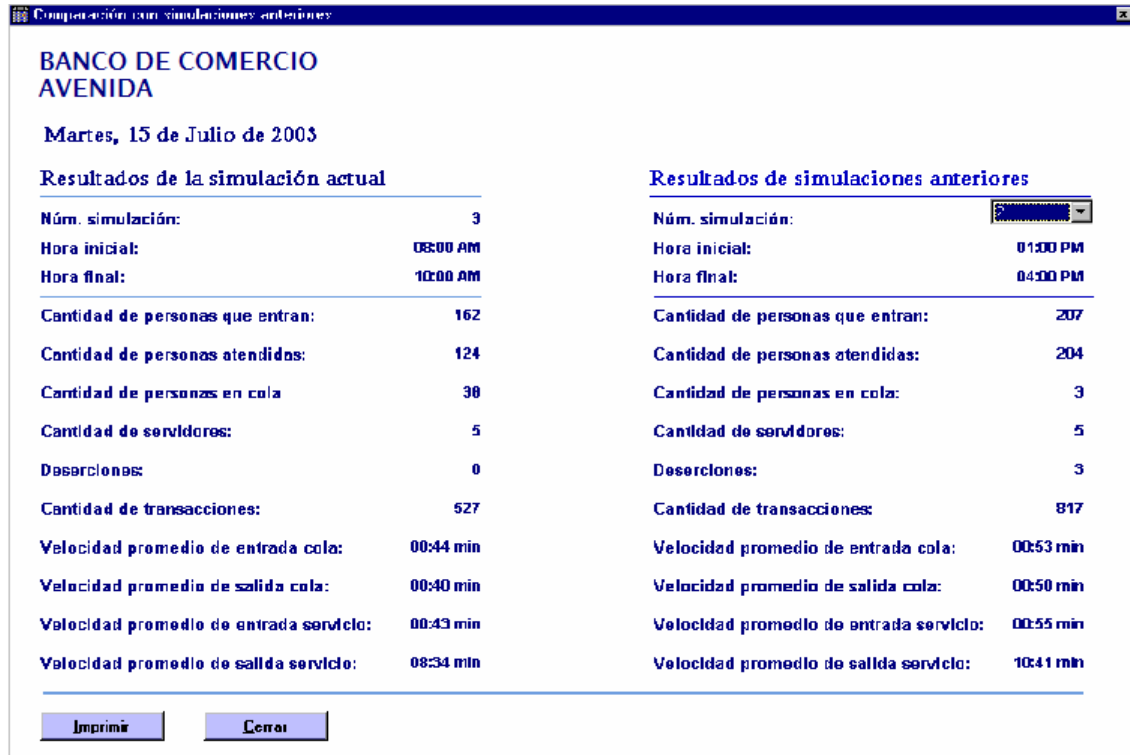 Comparación con simulaciones anteriores
BANCO DE COMERCIO
AVENIDA
Martes, 15 de Julio de 2003
Resultados de la simulación actual
Núm. simulación: 3
Hora inicial: 08:00 AM
Hora final: 10:00 AM
Cantidad de personas que entran: 162
Cantidad de personas atendidas: 124
Cantidad de personas en cola 38
Cantidad de servidores: 5
Deserciones: 0
Cantidad de transacciones: 527
Velocidad promedio de entrada cola: 00:44 min
Velocidad promedio de salida cola: 00:40 min
Velocidad promedio de entrada servicio: 00:43 min
Velocidad promedio de salida servicio: 08:34 min
Resultados de simulaciones anteriores
Núm. simulación: 2
Hora inicial: 01:00 PM
Hora final: 04:00 PM
Cantidad de personas que entran: 207
Cantidad de personas atendidas: 204
Cantidad de personas en cola: 3
Cantidad de servidores: 5
Deserciones: 3
Cantidad de transacciones: 817
Velocidad promedio de entrada cola: 00:53 min
Velocidad promedio de salida cola: 00:50 min
Velocidad promedio de entrada servicio: 00:55 min
Velocidad promedio de salida servicio: 10:41 min
Imprimir
Cerrar